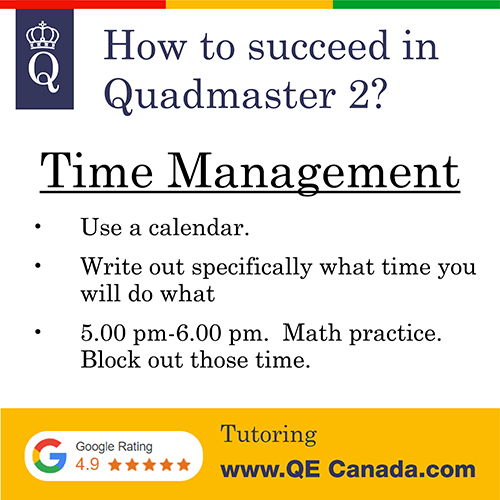 Q
How to succeed in
Quadmaster 2?
Time Management
• Use a calendar.
• Write out specifically what time you
will do what
• 5.00 pm-6.00 pm.  Math practice.
Block out those time.
Google Rating
4.9
Tutoring
www.QE Canada.com